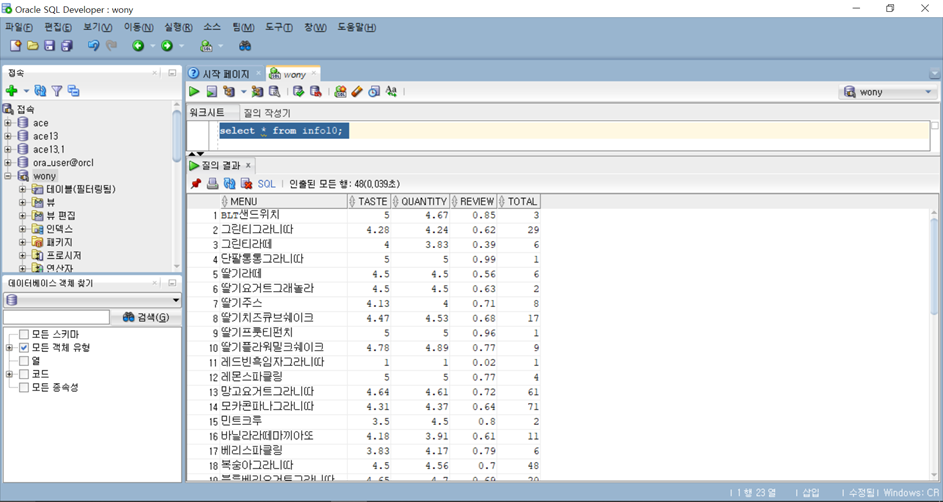 Oracle SQL Developer : wony
파일(F) 편집(E) 보기(V) 이동(N) 실행(R) 소스 팀(M) 도구(T) 창(W) 도움말(H)
접속
시작 페이지
wony
wony
접속
ace
ace13
ace13,1
ora_user@orcl
wony
테이블(필터링됨)
뷰
뷰 편집
인덱스
패키지
프로시저
연산자
워크시트 질의 작성기
select * from info10;
질의 결과
SQL | 인출된 모든 행: 48(0,039초)
MENU TASTE QUANTITY REVIEW TOTAL
1 BLT샌드위치 5 4.67 0.85 3
2 그린티그라니따 4.28 4.24 0.62 29
3 그린티라떼 4 3.83 0.39 6
4 단팥통통그라니따 5 5 0.99 1
5 딸기라떼 4.5 4.5 0.56 6
6 딸기요거트그래놀라 4.5 4.5 0.63 2
7 딸기주스 4.13 4 0.71 8
8 딸기치즈큐브쉐이크 4.47 4.53 0.68 17
9 딸기프룻티펀치 5 5 0.96 1
10 딸기플라워밀크쉐이크 4.78 4.89 0.77 9
11 레드빈흑임자그라니따 1 1 0.02 1
12 레몬스파클링 5 5 0.77 4
13 망고요거트그라니따 4.64 4.61 0.72 61
14 모카콘파나그라니따 4.31 4.37 0.64 71
15 민트크루 3.5 4.5 0.8 2
16 바닐라라떼마끼아또 4.18 3.91 0.61 11
17 베리스파클링 3.83 4.17 0.79 6
18 복숭아그라니따 4.5 4.56 0.7 48
19 블루베리요거트그라니따 4.65 4.7 0.69 20
데이터베이스 객체 찾기
검색(G)
모든 스키마
모든 객체 유형
열
코드
모든 종속성
1 행 23 열 | 삽입 | 수정됨 | Windows: CR